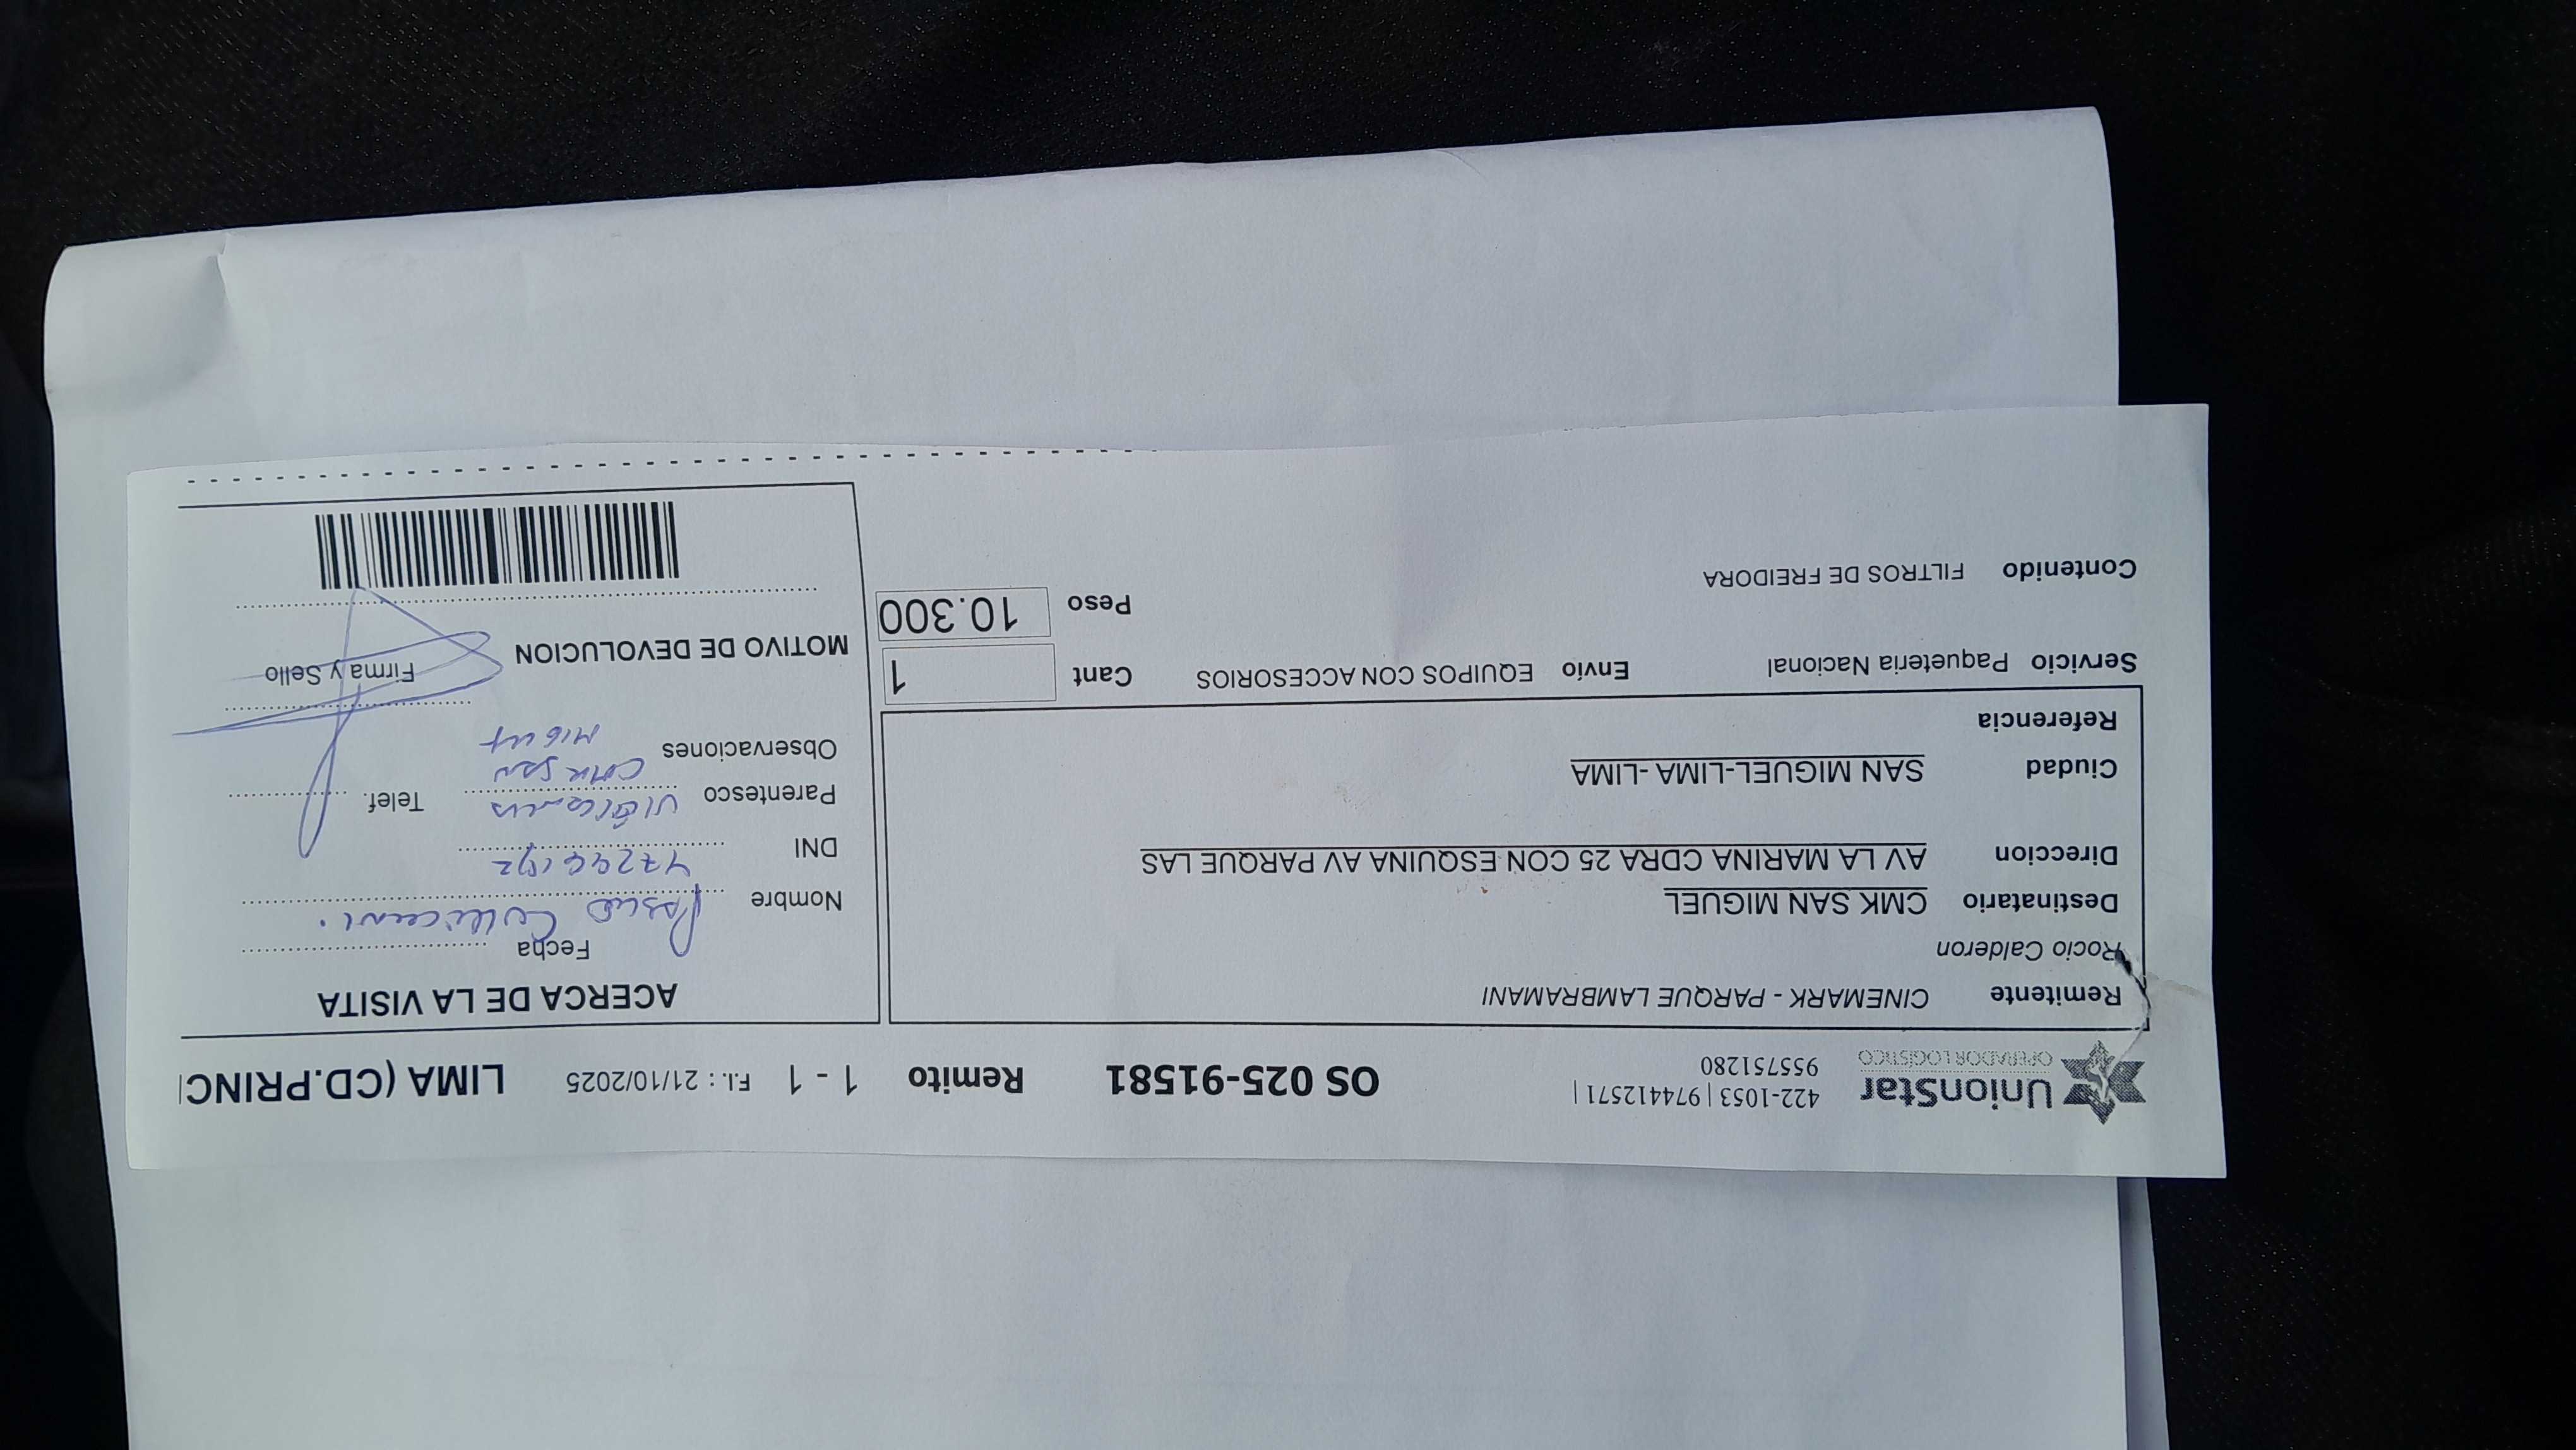 UnionStar
OPERADOR LOGÍSTICO
422-1053 | 974412571 |
955751280
OS 025-91581 Remito 1 - 1 F.I. : 21/10/2025 LIMA (CD.PRINC
Remitente CINEMARK - PARQUE LAMBRAMANI
Rocio Calderon
Destinatario CMK SAN MIGUEL
Direccion AV LA MARINA CDRA 25 CON ESQUINA AV PARQUE LAS
Ciudad SAN MIGUEL-LIMA -LIMA
Referencia
Servicio Paqueteria Nacional Envío EQUIPOS CON ACCESORIOS Cant 1
Contenido FILTROS DE FREIDORA Peso 10.300
ACERCA DE LA VISITA
Fecha
Nombre
DNI
Parentesco Telef.
Observaciones CMK San
Miguel
Firma y Sello
MOTIVO DE DEVOLUCION